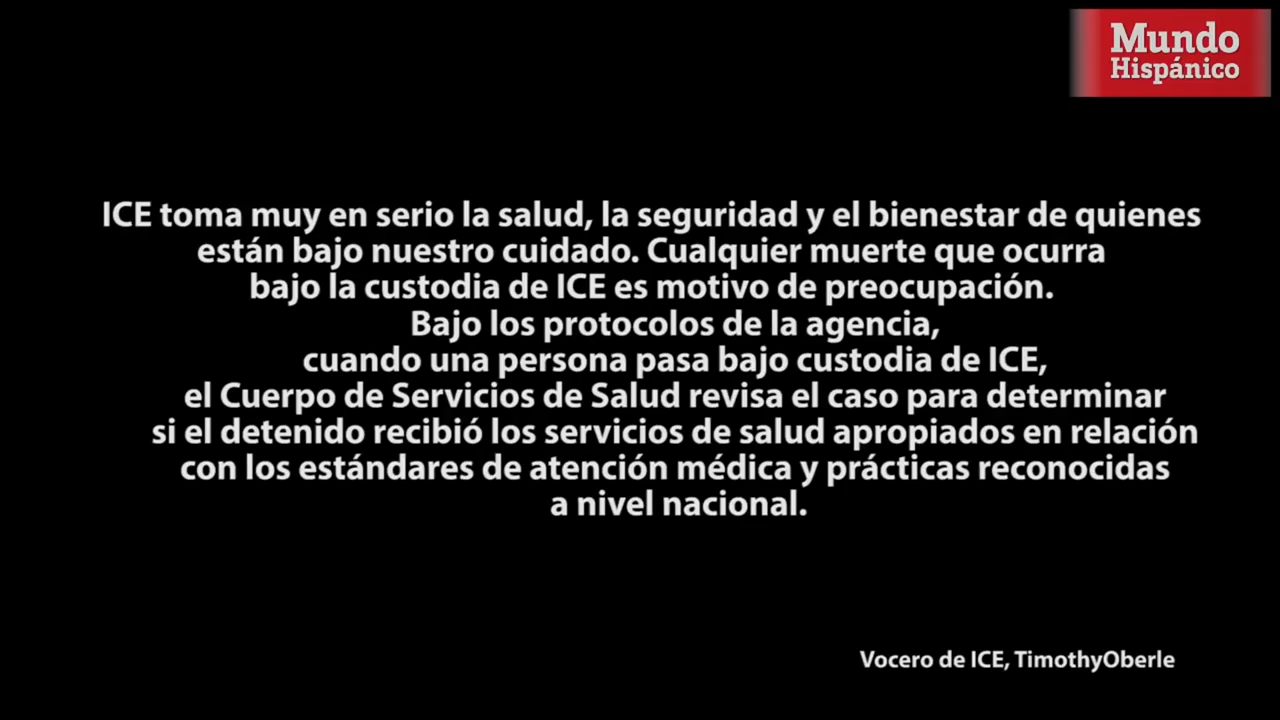 Mundo
Hispánico
ICE toma muy en serio la salud, la seguridad y el bienestar de quienes
están bajo nuestro cuidado. Cualquier muerte que ocurra
bajo la custodia de ICE es motivo de preocupación.
Bajo los protocolos de la agencia,
cuando una persona pasa bajo custodia de ICE,
el Cuerpo de Servicios de Salud revisa el caso para determinar
si el detenido recibió los servicios de salud apropiados en relación
con los estándares de atención médica y prácticas reconocidas
a nivel nacional.
Vocero de ICE, TimothyOberle